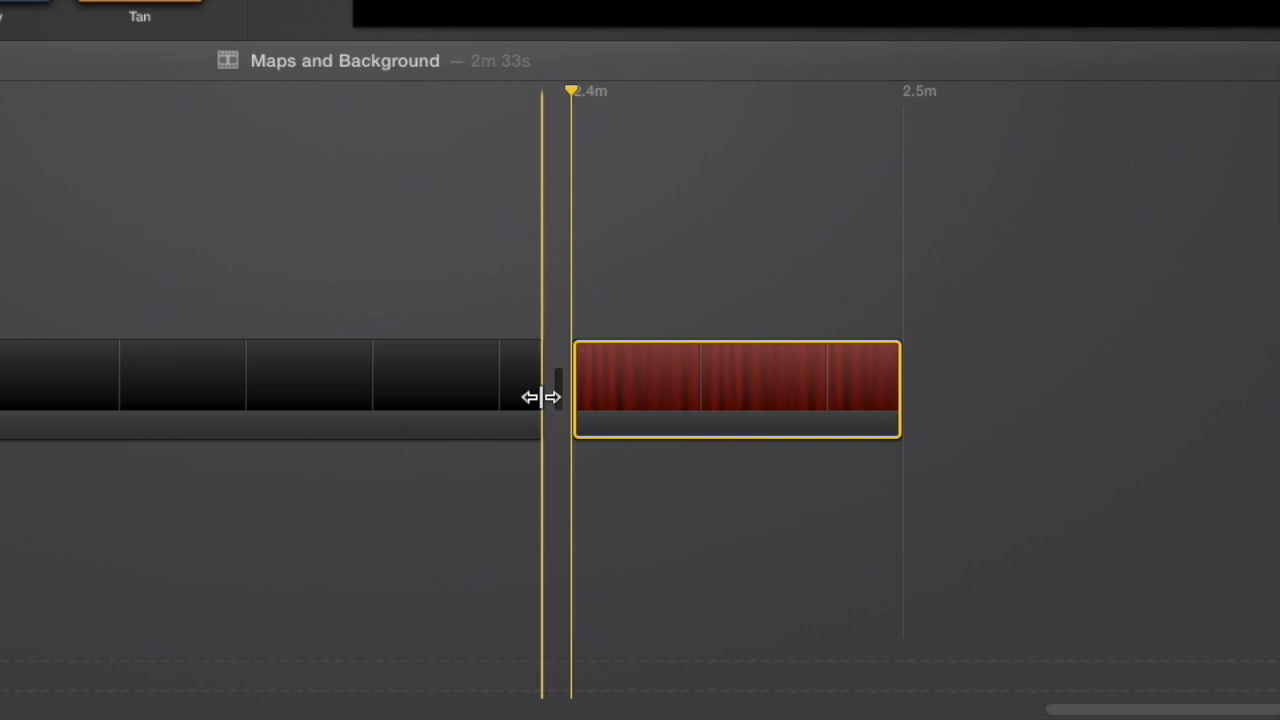 Tan
Maps and Background — 2m 33s
2.4m
2.5m